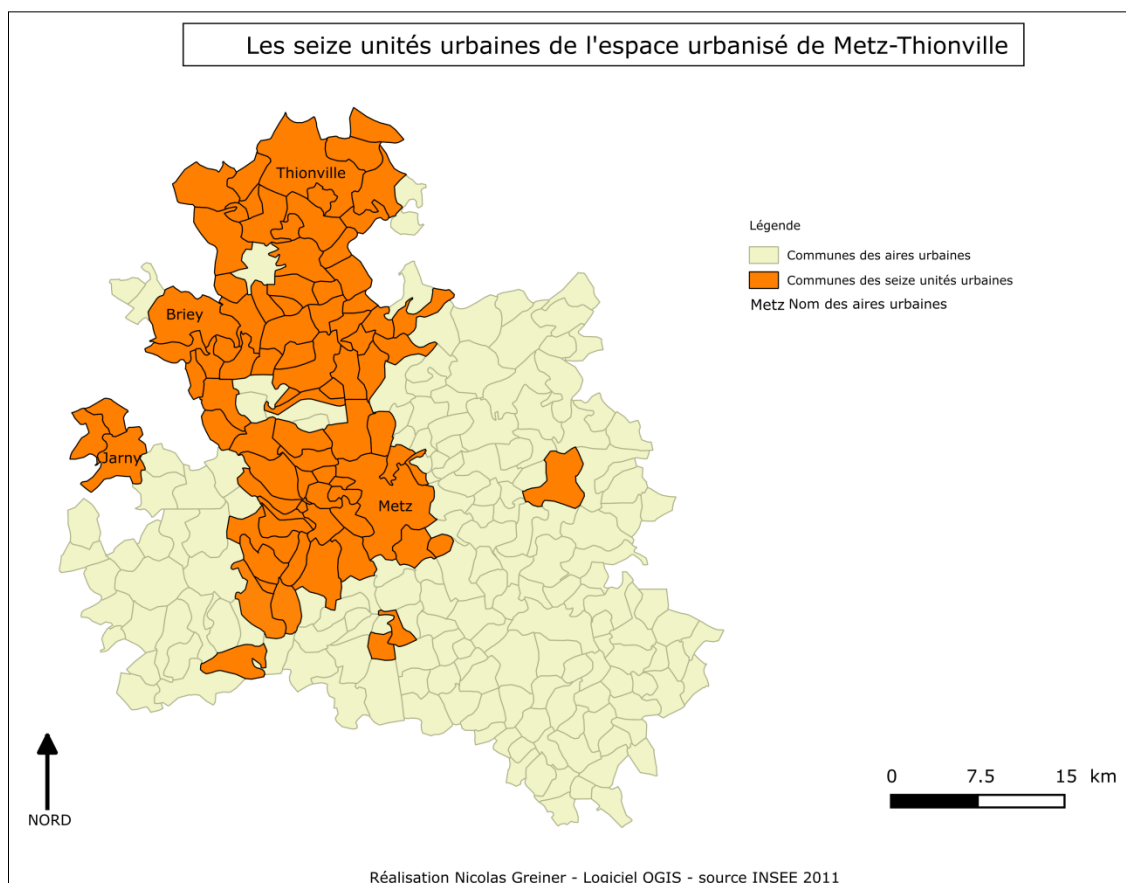 Les seize unités urbaines de l'espace urbanisé de Metz-Thionville
Thionville
Légende
Communes des aires urbaines
Communes des seize unités urbaines
Metz Nom des aires urbaines
Briey
Jarny
Metz
0 7.5 15 km
NORD
Réalisation Nicolas Greiner - Logiciel QGIS - source INSEE 2011